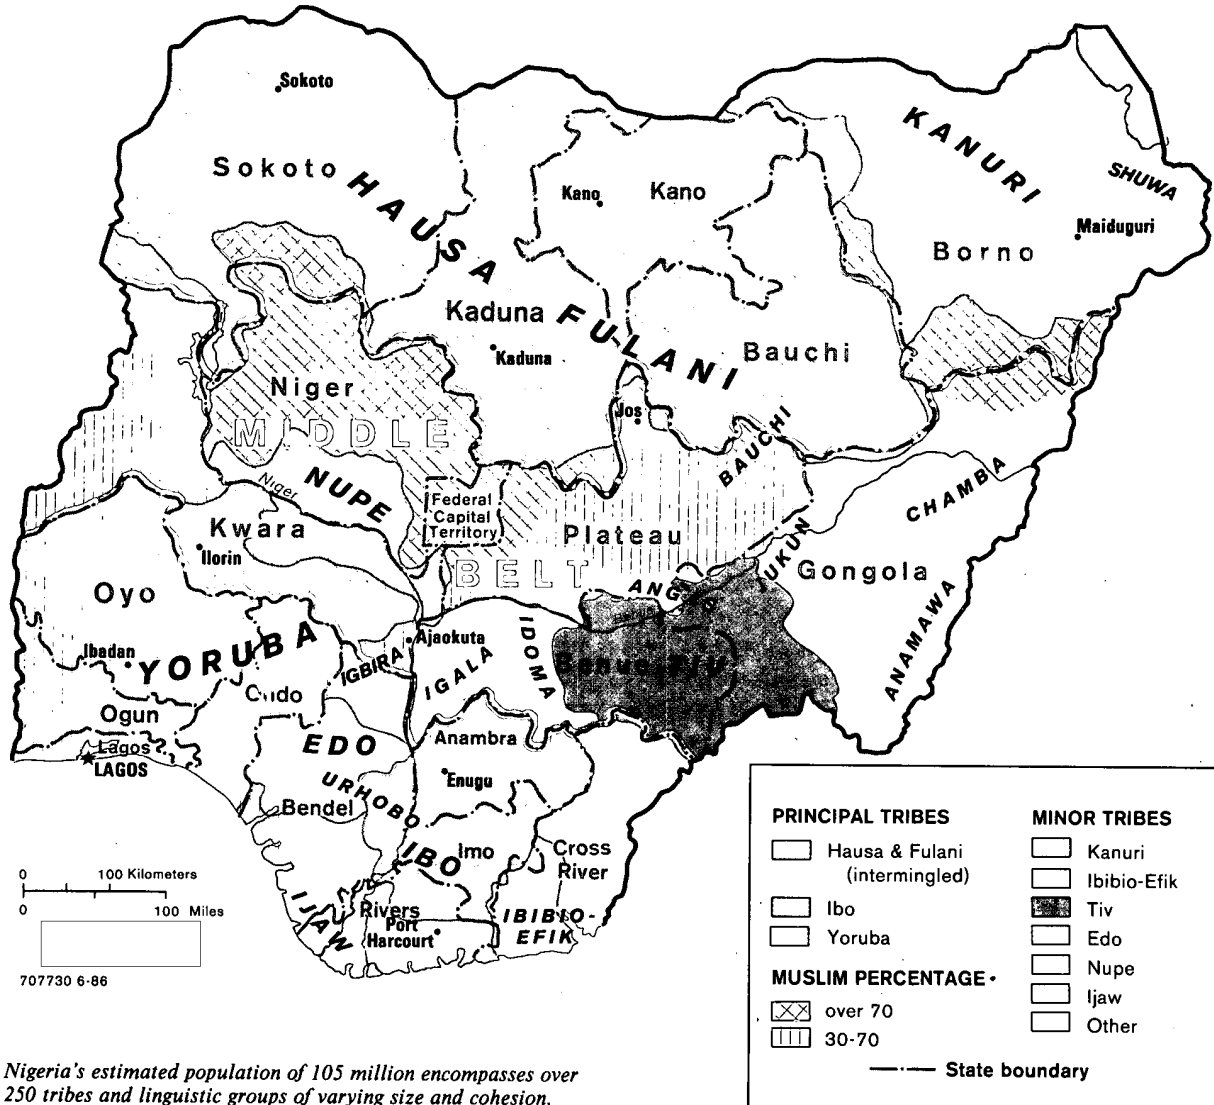 Sokoto
Sokoto
HAUSA
FULANI
Kano
Kano
KANURI
SHUWA
Maiduguri
Borno
Kaduna
Kaduna
Bauchi
Niger
MIDDLE
BELT
Jos
BAUCHI
NUPE
Niger
Federal
Capital
Territory
Kwara
Ilorin
Plateau
CHAMBA
Gongola
ANAMAWA
Oyo
Ibadan
YORUBA
Ajaokuta
IGBIRA
IGALA
IDOMA
Benue
TIV
Ondo
Ogun
Lagos
LAGOS
EDO
URHOBO
Bendel
Anambra
Enugu
IBO
Imo
Cross
River
IJAW
Rivers
Port
Harcourt
IBIBIO-
EFIK
0 100 Kilometers
0 100 Miles
707730 6-86
PRINCIPAL TRIBES
Hausa & Fulani
(intermingled)
Ibo
Yoruba
MUSLIM PERCENTAGE
over 70
30-70
MINOR TRIBES
Kanuri
Ibibio-Efik
Tiv
Edo
Nupe
Ijaw
Other
State boundary
Nigeria's estimated population of 105 million encompasses over
250 tribes and linguistic groups of varying size and cohesion.